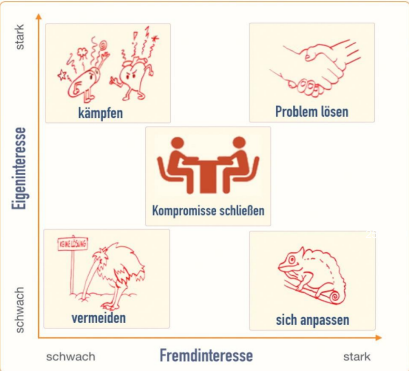 stark
Eigeninteresse
schwach
kämpfen
Problem lösen
Kompromisse schließen
KEINE LÖSUNG
vermeiden
sich anpassen
schwach
Fremdinteresse
stark